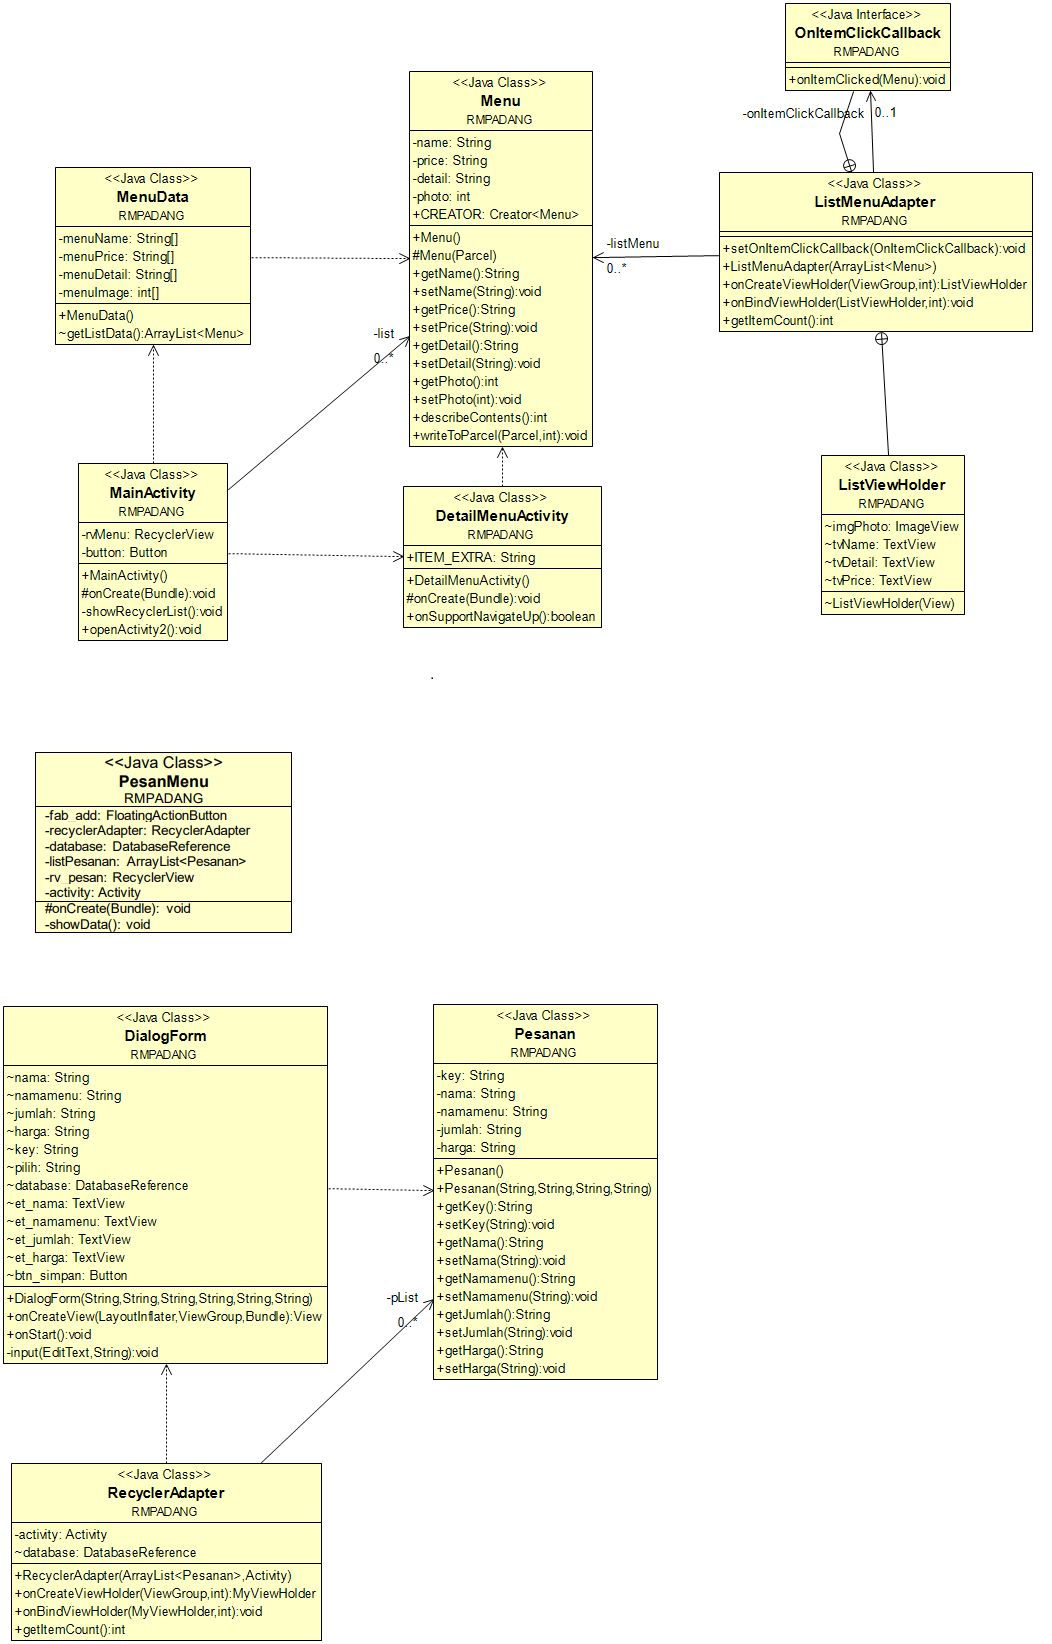 <<Java Interface>>
OnItemClickCallback
RMPADANG
+onItemClicked(Menu):void
-onItemClickCallback
0..1
<<Java Class>>
Menu
RMPADANG
-name: String
-price: String
-detail: String
-photo: int
+CREATOR: Creator<Menu>
+Menu()
#Menu(Parcel)
+getName():String
+setName(String):void
+getPrice():String
+setPrice(String):void
+getDetail():String
+setDetail(String):void
+getPhoto():int
+setPhoto(int):void
+describeContents():int
+writeToParcel(Parcel,int):void
<<Java Class>>
MenuData
RMPADANG
-menuName: String[]
-menuPrice: String[]
-menuDetail: String[]
-menuImage: int[]
+MenuData()
~getListData():ArrayList<Menu>
<<Java Class>>
ListMenuAdapter
RMPADANG
+setOnItemClickCallback(OnItemClickCallback):void
+ListMenuAdapter(ArrayList<Menu>)
+onCreateViewHolder(ViewGroup,int):ListViewHolder
+onBindViewHolder(ListViewHolder,int):void
+getItemCount():int
-listMenu
0..*
-list
0..*
<<Java Class>>
MainActivity
RMPADANG
-rvMenu: RecyclerView
-button: Button
+MainActivity()
#onCreate(Bundle):void
-showRecyclerList():void
+openActivity2():void
<<Java Class>>
DetailMenuActivity
RMPADANG
+ITEM_EXTRA: String
+DetailMenuActivity()
#onCreate(Bundle):void
+onSupportNavigateUp():boolean
<<Java Class>>
ListViewHolder
RMPADANG
~imgPhoto: ImageView
~tvName: TextView
~tvDetail: TextView
~tvPrice: TextView
~ListViewHolder(View)
.
<<Java Class>>
PesanMenu
RMPADANG
-fab_add: FloatingActionButton
-recyclerAdapter: RecyclerAdapter
-database: DatabaseReference
-listPesanan: ArrayList<Pesanan>
-rv_pesan: RecyclerView
-activity: Activity
#onCreate(Bundle): void
-showData(): void
<<Java Class>>
DialogForm
RMPADANG
~nama: String
~namamenu: String
~jumlah: String
~harga: String
~key: String
~pilih: String
~database: DatabaseReference
~et_nama: TextView
~et_namamenu: TextView
~et_jumlah: TextView
~et_harga: TextView
~btn_simpan: Button
+DialogForm(String,String,String,String,String,String)
+onCreateView(LayoutInflater,ViewGroup,Bundle):View
+onStart():void
-input(EditText,String):void
<<Java Class>>
Pesanan
RMPADANG
-key: String
-nama: String
-namamenu: String
-jumlah: String
-harga: String
+Pesanan()
+Pesanan(String,String,String,String)
+getKey():String
+setKey(String):void
+getNama():String
+setNama(String):void
+getNamamenu():String
+setNamamenu(String):void
+getJumlah():String
+setJumlah(String):void
+getHarga():String
+setHarga(String):void
-pList
0..*
<<Java Class>>
RecyclerAdapter
RMPADANG
-activity: Activity
~database: DatabaseReference
+RecyclerAdapter(ArrayList<Pesanan>,Activity)
+onCreateViewHolder(ViewGroup,int):MyViewHolder
+onBindViewHolder(MyViewHolder,int):void
+getItemCount():int